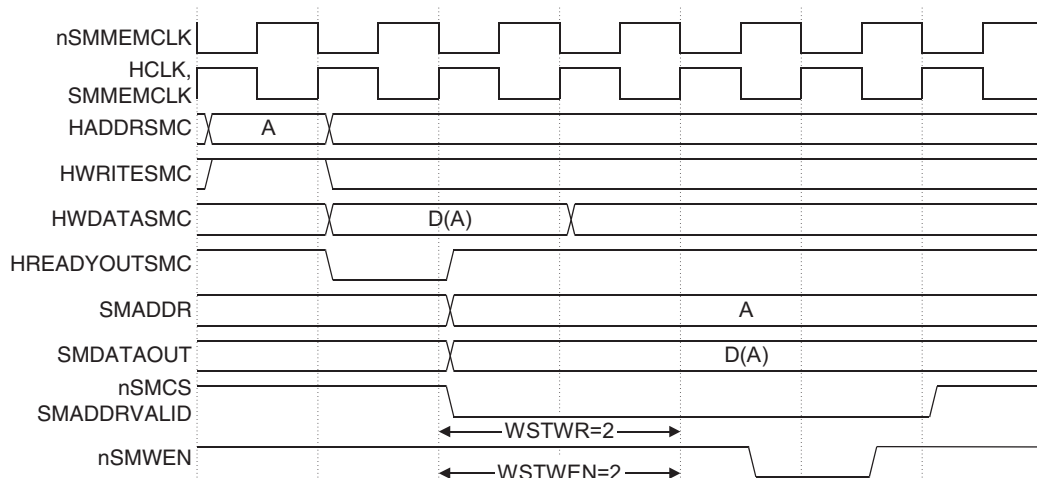 nSMMEMCLK
HCLK,
SMMEMCLK
HADDRSMC
A
HWRITESMC
HWDATASMC
D(A)
HREADYOUTSMC
SMADDR
A
SMDATAOUT
D(A)
nSMCS
SMADDRVALID
WSTWR=2
nSMWEN
WSTWEN=2